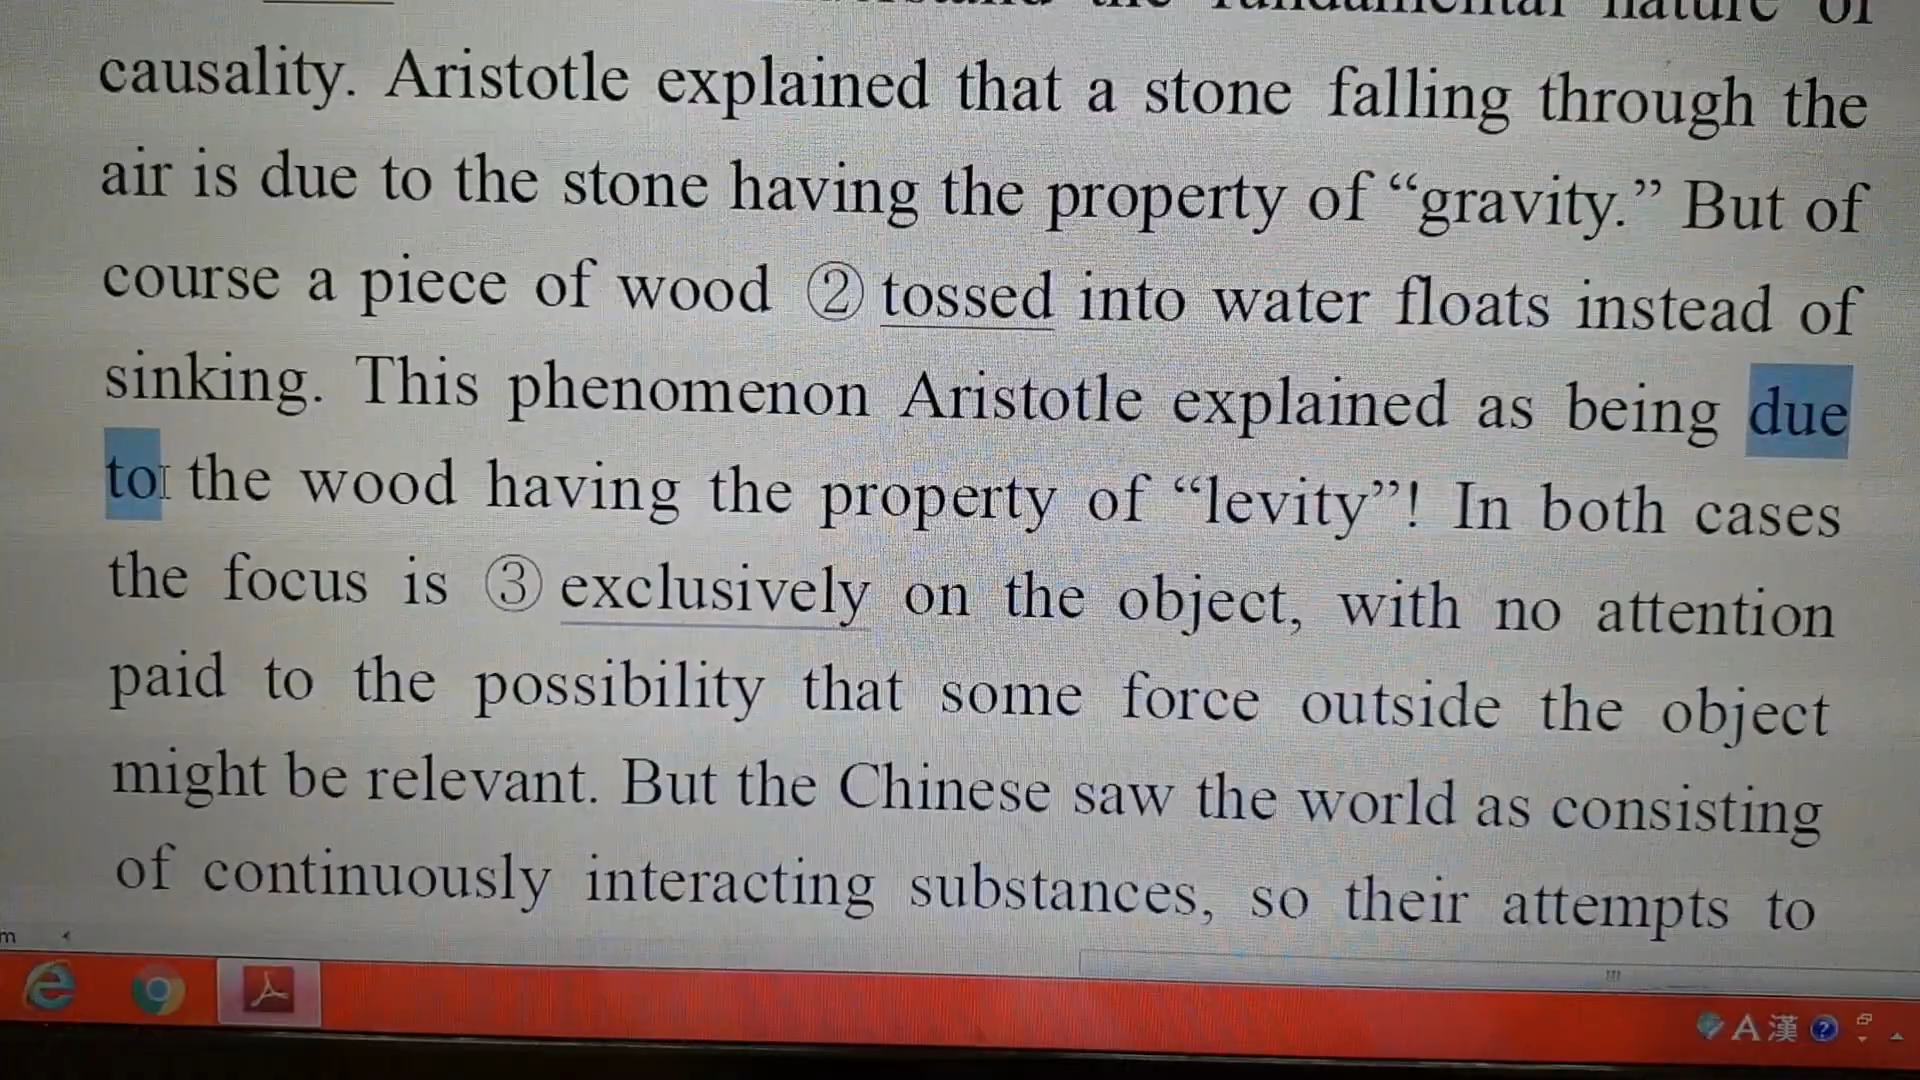 the fundamental nature of
causality. Aristotle explained that a stone falling through the
air is due to the stone having the property of “gravity.” But of
course a piece of wood ② tossed into water floats instead of
sinking. This phenomenon Aristotle explained as being due
to the wood having the property of “levity”! In both cases
the focus is ③ exclusively on the object, with no attention
paid to the possibility that some force outside the object
might be relevant. But the Chinese saw the world as consisting
of continuously interacting substances, so their attempts to
m
A 漢 ?